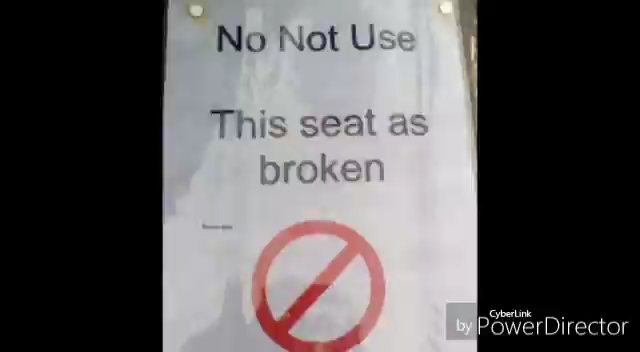 No Not Use
This seat as
broken
CyberLink
by PowerDirector